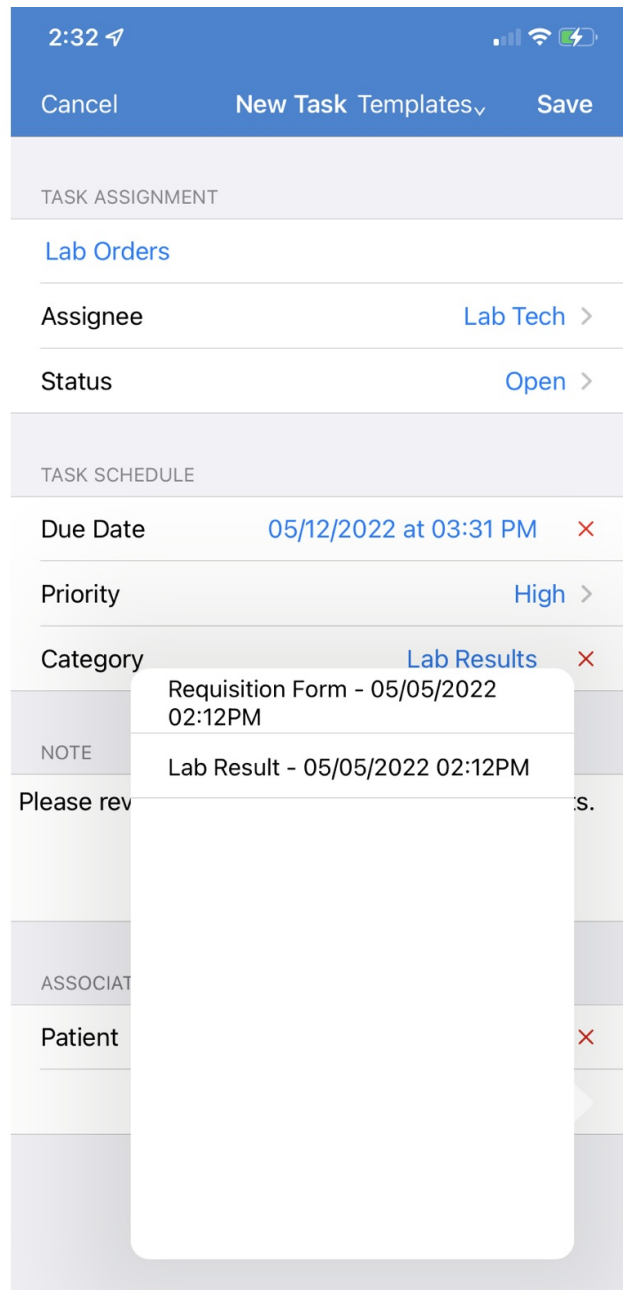 2:32
Cancel New Task Templates Save
TASK ASSIGNMENT
Lab Orders
Assignee Lab Tech
Status Open
TASK SCHEDULE
Due Date 05/12/2022 at 03:31 PM
Priority High
Category Lab Results
Requisition Form - 05/05/2022
02:12PM
NOTE
Lab Result - 05/05/2022 02:12PM
Please
Patient